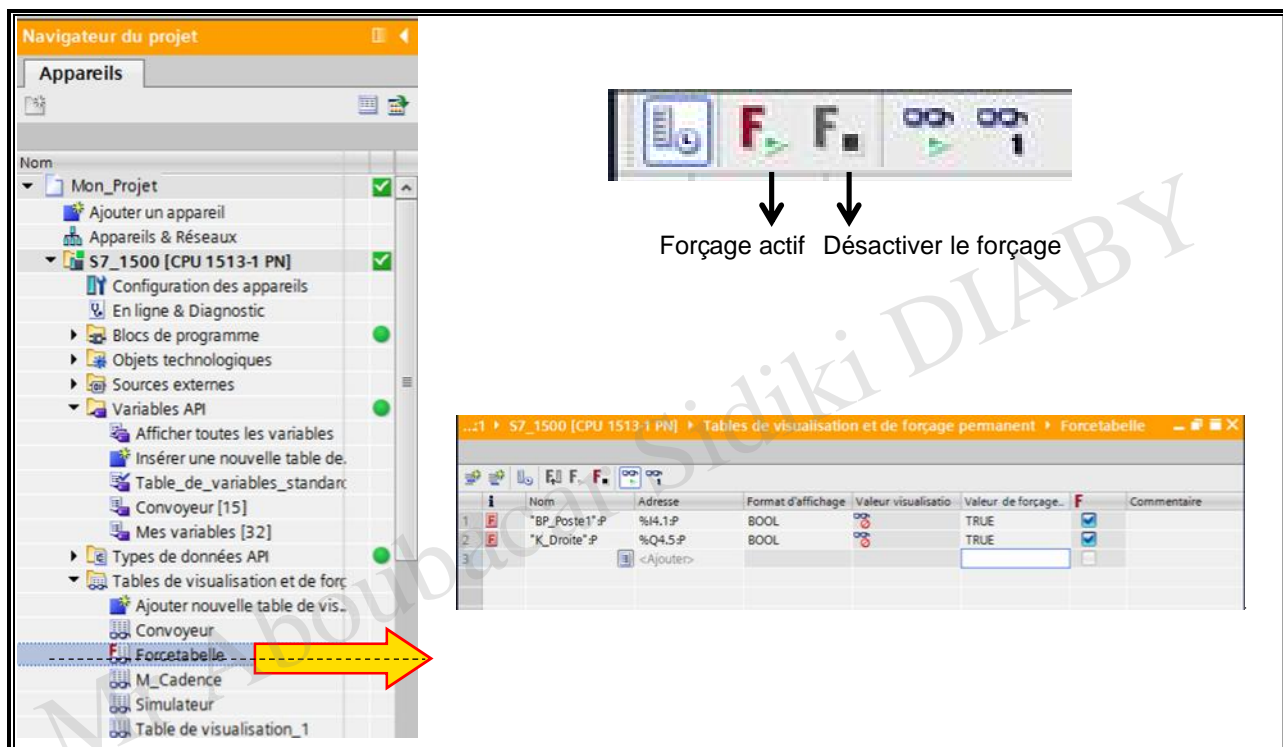 Navigateur du projet
Appareils
Nom
Mon_Projet
Ajouter un appareil
Appareils & Réseaux
S7_1500 [CPU 1513-1 PN]
Configuration des appareils
En ligne & Diagnostic
Blocs de programme
Objets technologiques
Sources externes
Variables API
Afficher toutes les variables
Insérer une nouvelle table de.
Table_de_variables_standard
Convoyeur [15]
Mes variables [32]
Types de données API
Tables de visualisation et de forç
Ajouter nouvelle table de vis..
Convoyeur
Forcetabelle
M_Cadence
Simulateur
Table de visualisation_1
F F 1
Forçage actif Désactiver le forçage
...:1 S7_1500 [CPU 1513-1 PN] Tables de visualisation et de forçage permanent Forcetabelle
i Nom Adresse Format d'affichage Valeur visualisatio Valeur de forçage.. F Commentaire
1 F "BP_Poste1":P %I4.1:P BOOL TRUE
2 F "K_Droite":P %Q4.5:P BOOL TRUE
3 <Ajouter>
Mr Aboubacar Sidiki DIABY